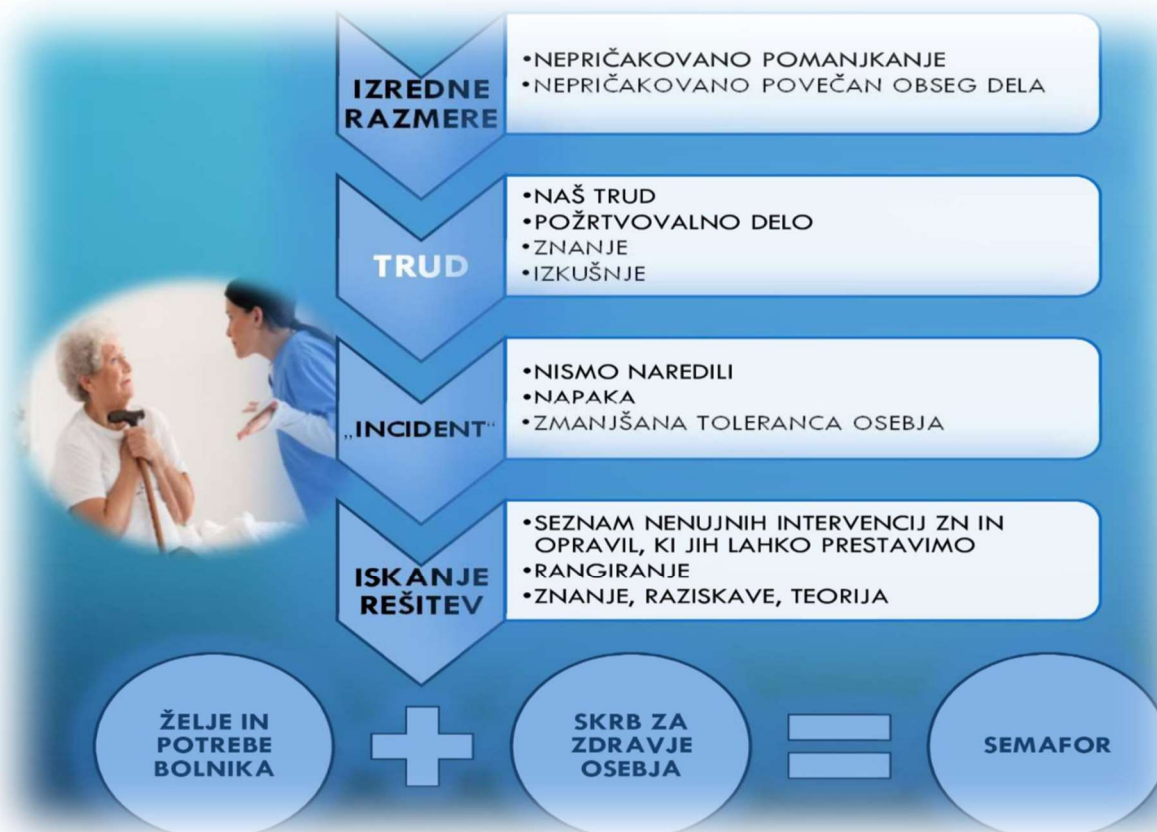 IZREDNE
RAZMERE
•NEPRIČAKOVANO POMANJKANJE
•NEPRIČAKOVANO POVEČAN OBSEG DELA
TRUD
•NAŠ TRUD
•POŽRTVOVALNO DELO
•ZNANJE
•IZKUŠNJE
„INCIDENT“
•NISMO NAREDILI
•NAPAKA
•ZMANJŠANA TOLERANCA OSEBJA
ISKANJE
REŠITEV
•SEZNAM NENUJNIH INTERVENCIJ ZN IN
OPRAVIL, KI JIH LAHKO PRESTAVIMO
•RANGIRANJE
•ZNANJE, RAZISKAVE, TEORIJA
ŽELJE IN
POTREBE
BOLNIKA
+
SKRB ZA
ZDRAVJE
OSEBJA
=
SEMAFOR